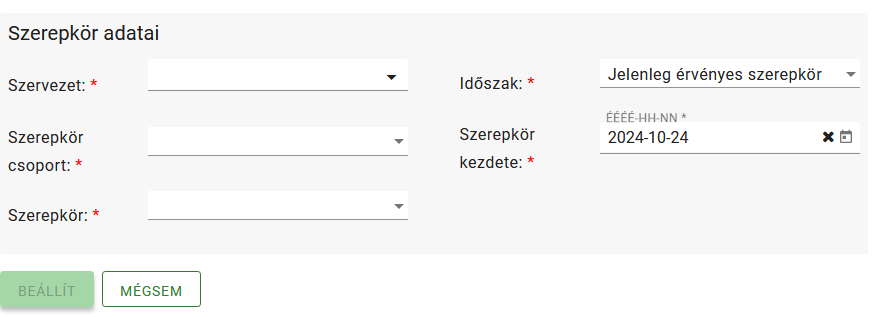 Szerepkör adatai
Szervezet: *
Szerepkör
csoport: *
Szerepkör: *
Időszak: *
Jelenleg érvényes szerepkör
Szerepkör
kezdete: *
ÉÉÉÉ-HH-NN *
2024-10-24
BEÁLLÍT
MÉGSEM